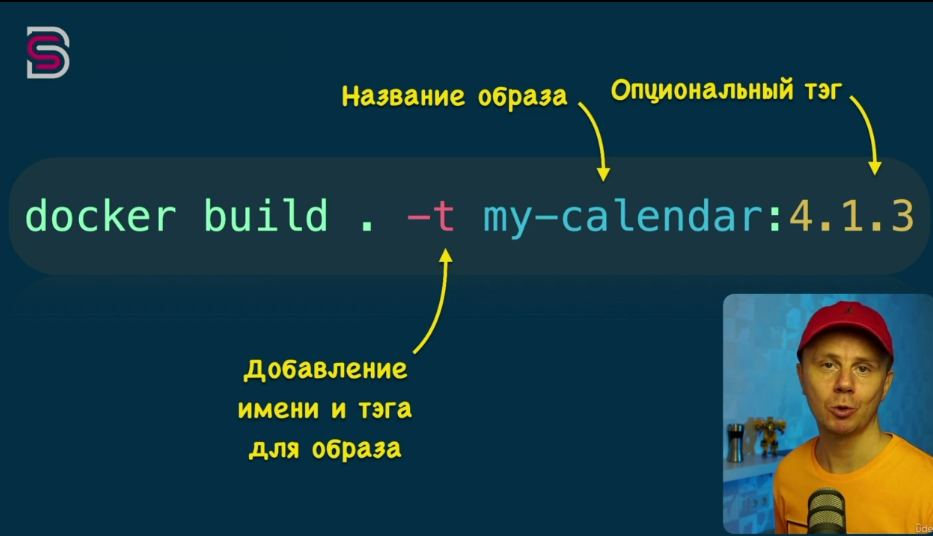 Название образа
Опциональный тэг
docker build . -t my-calendar:4.1.3
Добавление
имени и тэга
для образа